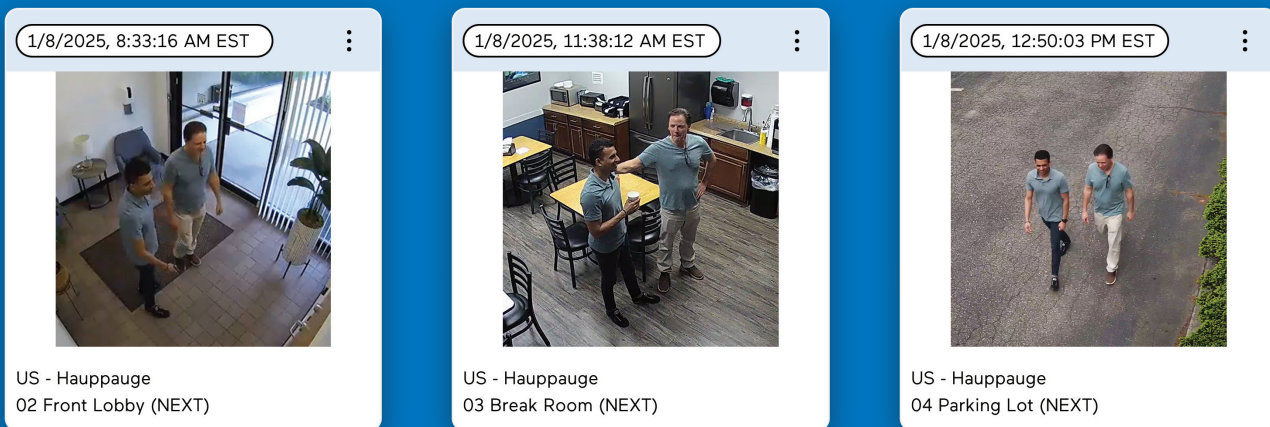 1/8/2025, 8:33:16 AM EST
US - Hauppauge
02 Front Lobby (NEXT)
1/8/2025, 11:38:12 AM EST
US - Hauppauge
03 Break Room (NEXT)
1/8/2025, 12:50:03 PM EST
US - Hauppauge
04 Parking Lot (NEXT)